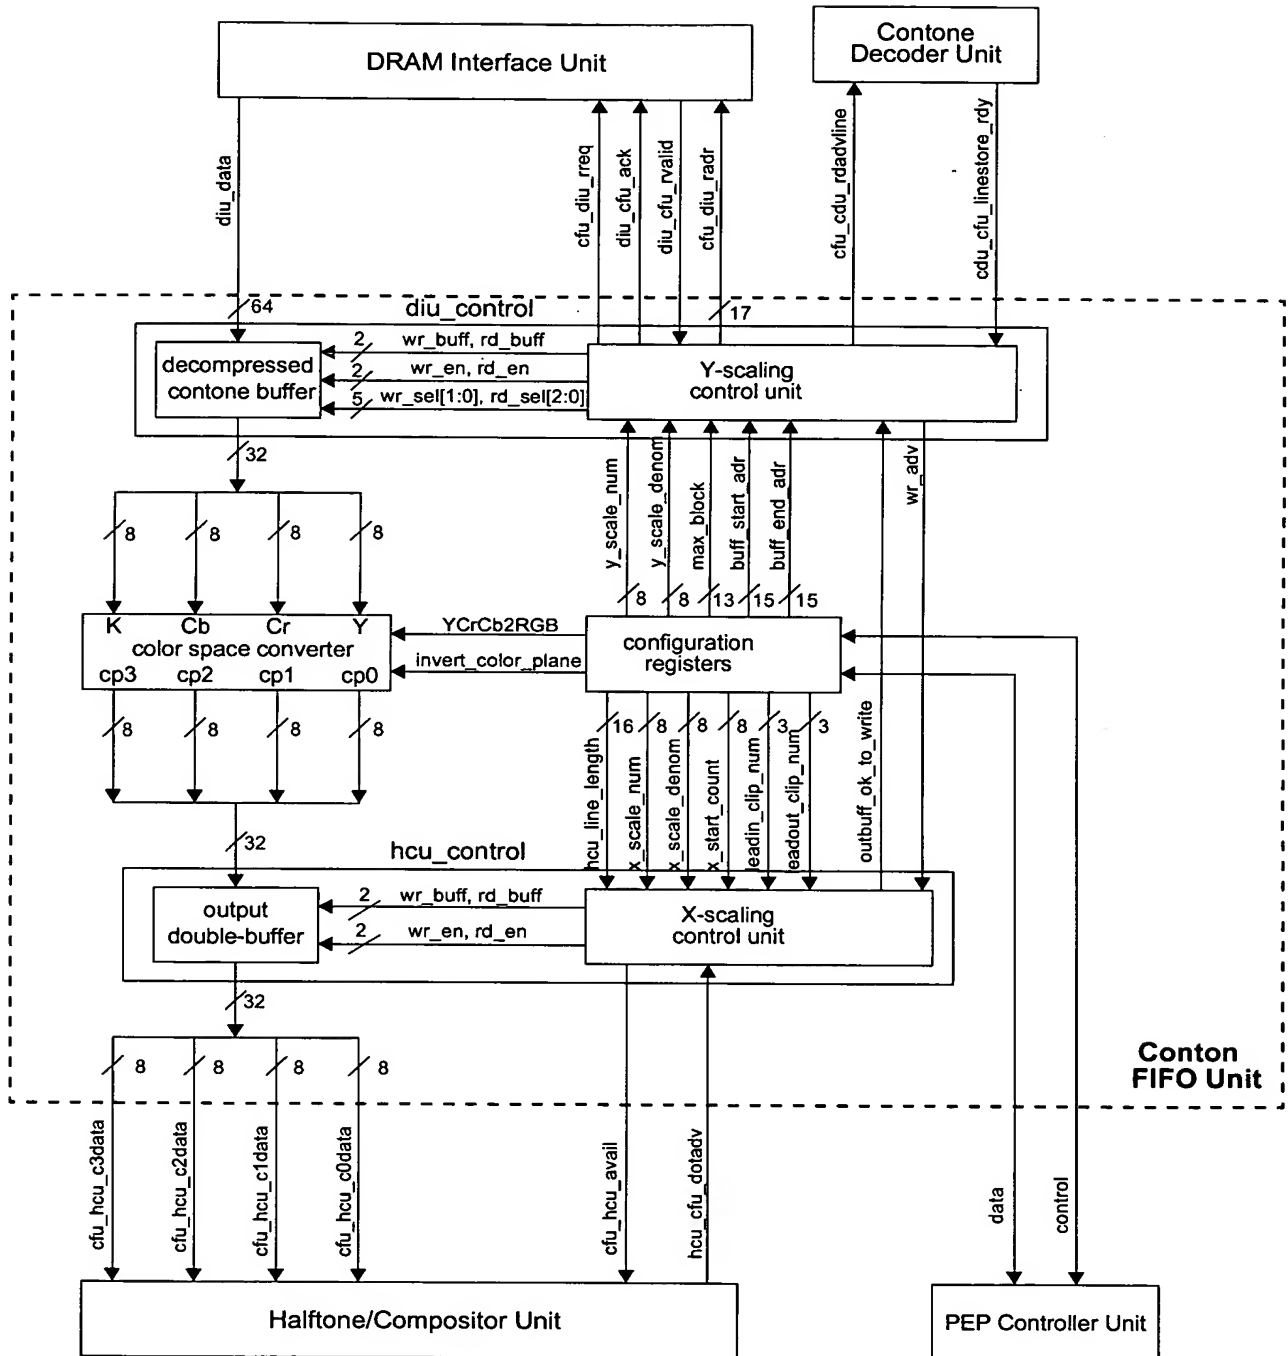 DRAM Interface Unit
Contone
Decoder Unit
diu_data
cfu_diu_rreq
diu_cfu_ack
diu_cfu_rvalid
cfu_diu_radr
cfu_cdu_rdadvline
cdu_cfu_linestore_rdy
64
diu_control
17
decompressed
contone buffer
2
wr_buff, rd_buff
2
wr_en, rd_en
5
wr_sel[1:0], rd_sel[2:0]
Y-scaling
control unit
32
8
8
8
8
y_scale_num
y_scale_denom
max_block
buff_start_adr
buff_end_adr
wr_adv
8
8
13
15
15
K
Cb
Cr
Y
color space converter
cp3
cp2
cp1
cp0
YCrCb2RGB
invert_color_plane
configuration
registers
8
8
8
8
16
8
8
8
3
3
hcu_line_length
x_scale_num
x_scale_denom
x_start_count
leadin_clip_num
leadout_clip_num
outbuff_ok_to_write
32
hcu_control
output
double-buffer
2
wr_buff, rd_buff
2
wr_en, rd_en
X-scaling
control unit
32
8
8
8
8
Conton
FIFO Unit
cfu_hcu_c3data
cfu_hcu_c2data
cfu_hcu_c1data
cfu_hcu_c0data
cfu_hcu_avail
hcu_cfu_dotadv
data
control
Halftone/Compositor Unit
PEP Controller Unit